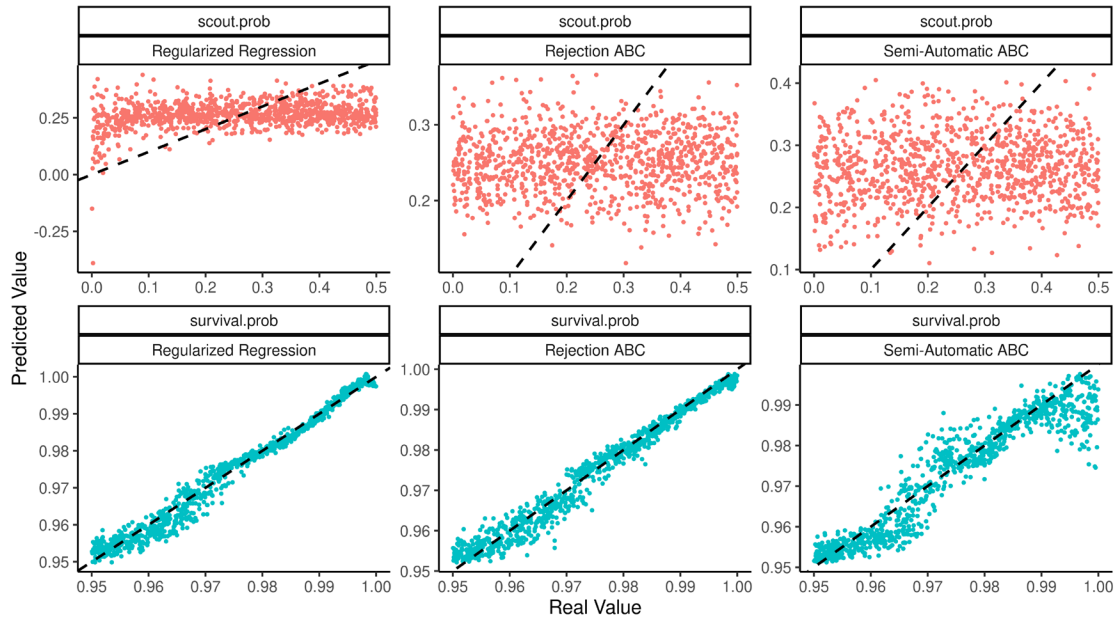 scout.prob
scout.prob
scout.prob
Regularized Regression
Rejection ABC
Semi-Automatic ABC
0.25
0.00
-0.25
0.3
0.2
0.4
0.3
0.2
0.1
0.0 0.1 0.2 0.3 0.4 0.5
0.0 0.1 0.2 0.3 0.4 0.5
0.0 0.1 0.2 0.3 0.4 0.5
Predicted Value
survival.prob
survival.prob
survival.prob
Regularized Regression
Rejection ABC
Semi-Automatic ABC
1.00
0.99
0.98
0.97
0.96
0.95
1.00
0.99
0.98
0.97
0.96
0.95
0.99
0.98
0.97
0.96
0.95
0.95 0.96 0.97 0.98 0.99 1.00
0.95 0.96 0.97 0.98 0.99 1.00
0.95 0.96 0.97 0.98 0.99 1.00
Real Value